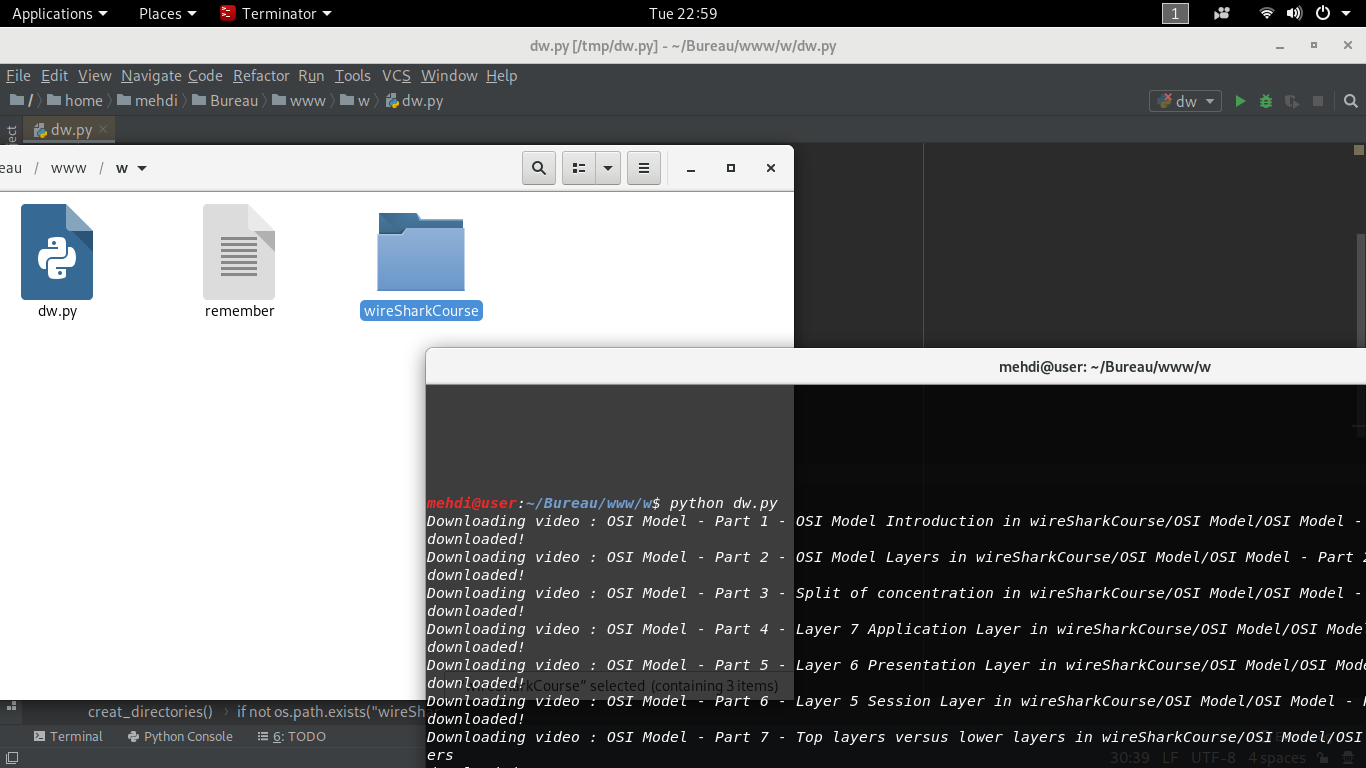 Applications Places Terminator Tue 22:59 1
dw.py [/tmp/dw.py] - ~/Bureau/www/w/dw.py
File Edit View Navigate Code Refactor Run Tools VCS Window Help
/ home mehdi Bureau www w dw.py dw
ect dw.py
eau / www / w
dw.py remember wireSharkCourse
mehdi@user: ~/Bureau/www/w
mehdi@user:~/Bureau/www/w$ python dw.py
Downloading video : OSI Model - Part 1 - OSI Model Introduction in wireSharkCourse/OSI Model/OSI Model -
downloaded!
Downloading video : OSI Model - Part 2 - OSI Model Layers in wireSharkCourse/OSI Model/OSI Model - Part 2
downloaded!
Downloading video : OSI Model - Part 3 - Split of concentration in wireSharkCourse/OSI Model/OSI Model -
downloaded!
Downloading video : OSI Model - Part 4 - Layer 7 Application Layer in wireSharkCourse/OSI Model/OSI Mode
downloaded!
Downloading video : OSI Model - Part 5 - Layer 6 Presentation Layer in wireSharkCourse/OSI Model/OSI Mod
downloaded!
"wireSharkCourse" selected (containing 3 items)
Downloading video : OSI Model - Part 6 - Layer 5 Session Layer in wireSharkCourse/OSI Model/OSI Model -
downloaded!
Downloading video : OSI Model - Part 7 - Top layers versus lower layers in wireSharkCourse/OSI Model/OSI
ers
downloaded!
creat_directories() › if not os.path.exists("wireSh
Terminal Python Console 6: TODO
30:39 LF UTF-8 4 spaces